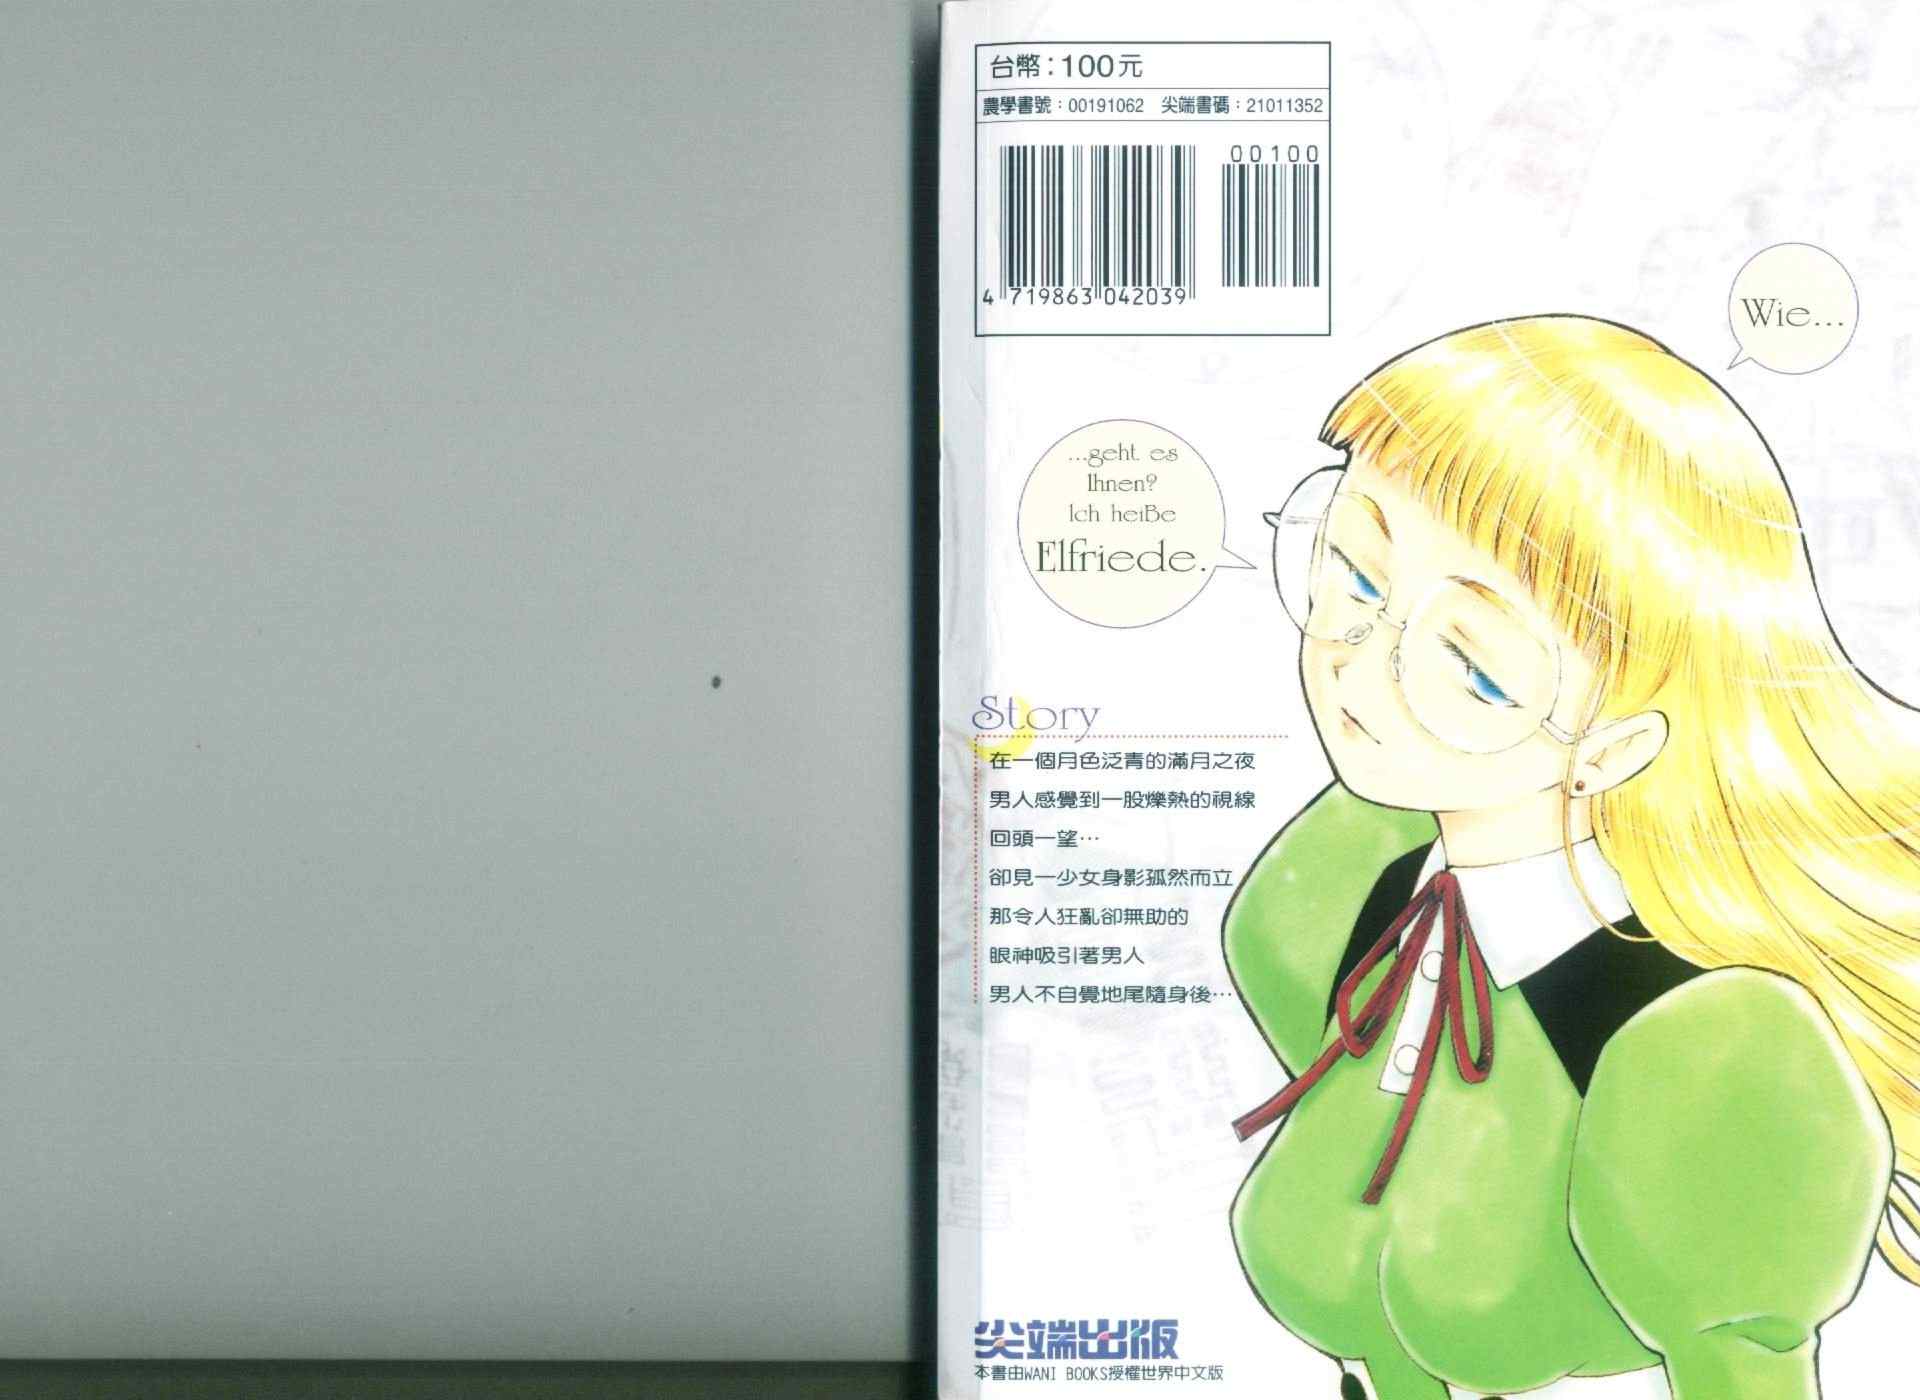 台幣：100元
農學書號：00191062 尖端書碼：21011352
00100
4 719863 042039
Wie...
...geht es
Ihnen?
Ich heiße
Elfriede.
Story
在一個月色泛青的滿月之夜
男人感覺到一股爍熱的視線
回頭一望…
卻見一少女身影孤然而立
那令人狂亂卻無助的
眼神吸引著男人
男人不自覺地尾隨身後…
尖端出版
本書由WANI BOOKS授權世界中文版